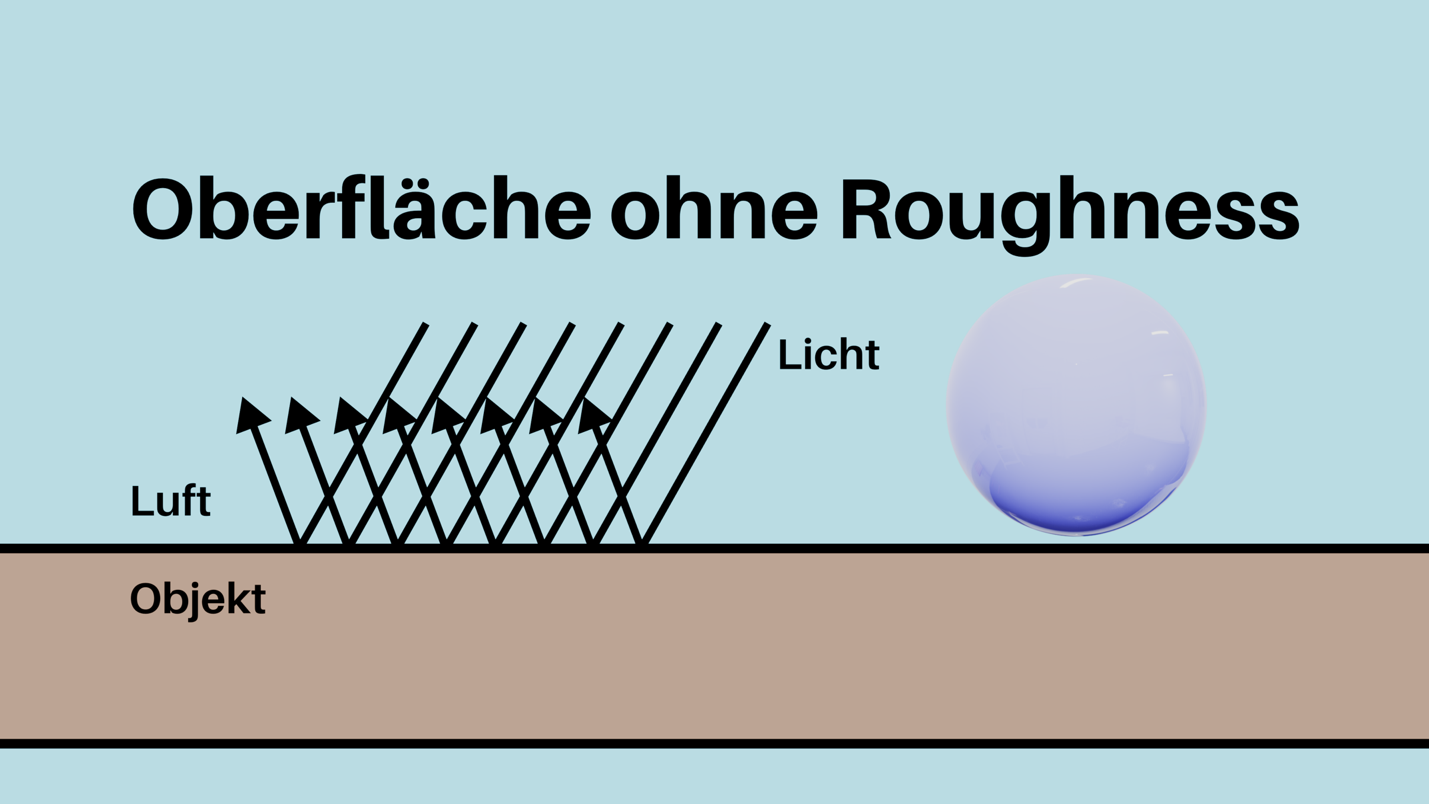 Oberfläche ohne Roughness
Licht
Luft
Objekt